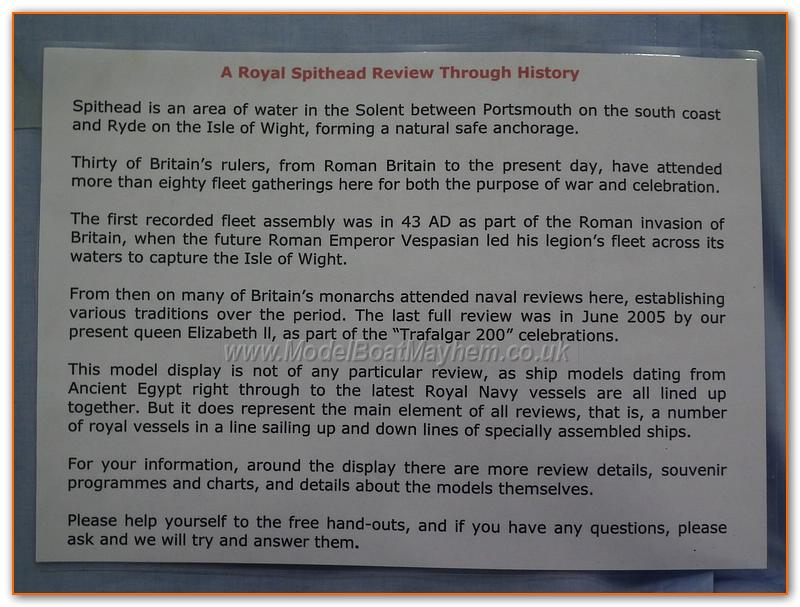 A Royal Spithead Review Through History
Spithead is an area of water in the Solent between Portsmouth on the south coast
and Ryde on the Isle of Wight, forming a natural safe anchorage.
Thirty of Britain's rulers, from Roman Britain to the present day, have attended
more than eighty fleet gatherings here for both the purpose of war and celebration.
The first recorded fleet assembly was in 43 AD as part of the Roman invasion of
Britain, when the future Roman Emperor Vespasian led his legion's fleet across its
waters to capture the Isle of Wight.
From then on many of Britain's monarchs attended naval reviews here, establishing
various traditions over the period. The last full review was in June 2005 by our
present queen Elizabeth ll, as part of the "Trafalgar 200" celebrations.
www.ModelBoatMayhem.co.uk
This model display is not of any particular review, as ship models dating from
Ancient Egypt right through to the latest Royal Navy vessels are all lined up
together. But it does represent the main element of all reviews, that is, a number
of royal vessels in a line sailing up and down lines of specially assembled ships.
For your information, around the display there are more review details, souvenir
programmes and charts, and details about the models themselves.
Please help yourself to the free hand-outs, and if you have any questions, please
ask and we will try and answer them.